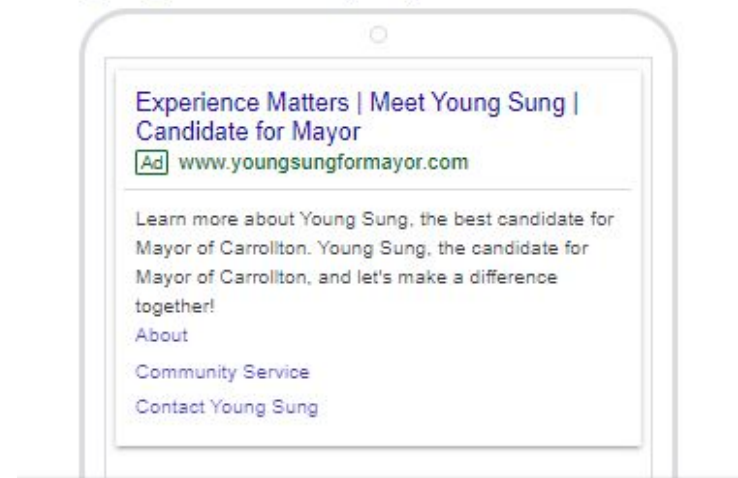 Experience Matters | Meet Young Sung |
Candidate for Mayor
Ad www.youngsungformayor.com
Learn more about Young Sung, the best candidate for
Mayor of Carrollton. Young Sung, the candidate for
Mayor of Carrollton, and let's make a difference
together!
About
Community Service
Contact Young Sung